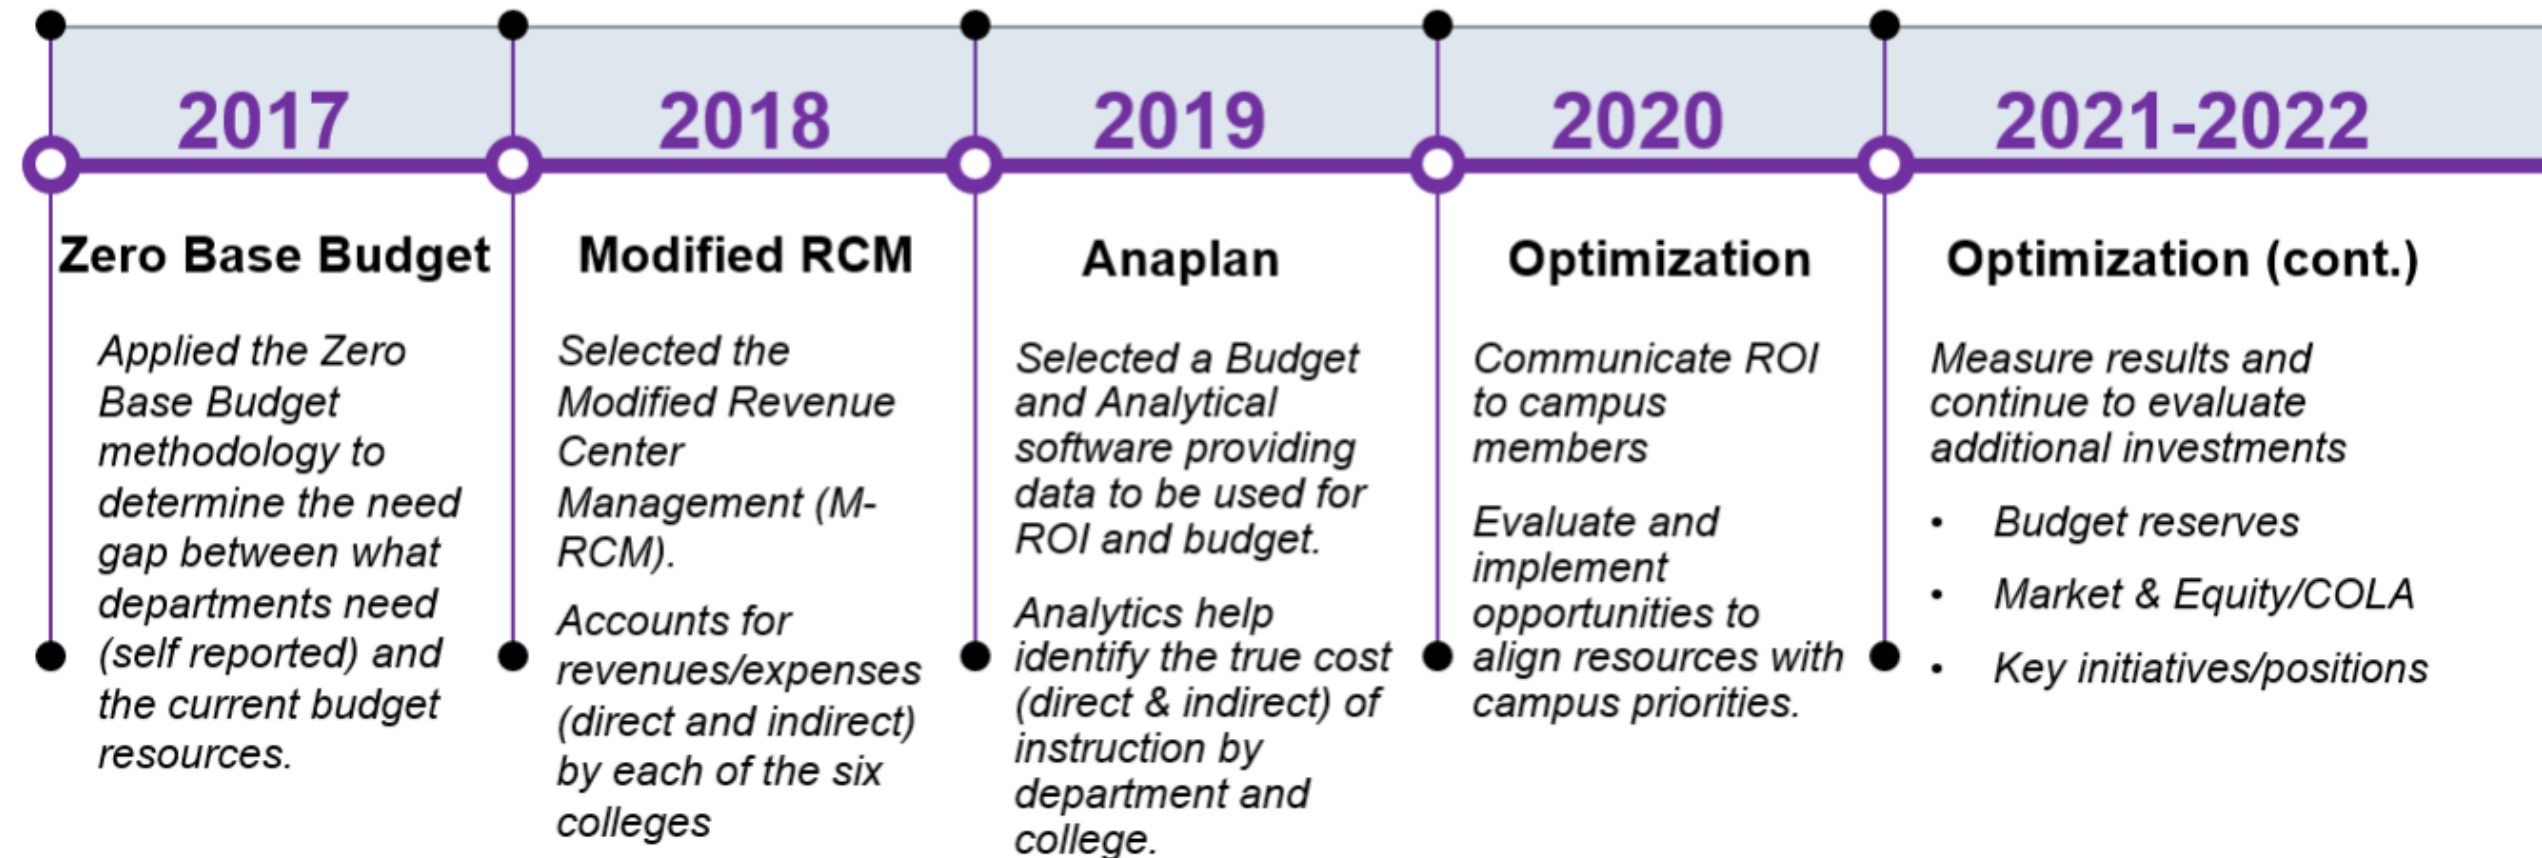 2017
2018
2019
2020
2021-2022
Zero Base Budget
Applied the Zero
Base Budget
methodology to
determine the need
gap between what
departments need
(self reported) and
the current budget
resources.
Modified RCM
Selected the
Modified Revenue
Center
Management (M-
RCM).
Accounts for
revenues/expenses
(direct and indirect)
by each of the six
colleges
Anaplan
Selected a Budget
and Analytical
software providing
data to be used for
ROI and budget.
Analytics help
identify the true cost
(direct & indirect) of
instruction by
department and
college.
Optimization
Communicate ROI
to campus
members
Evaluate and
implement
opportunities to
align resources with
campus priorities.
Optimization (cont.)
Measure results and
continue to evaluate
additional investments
• Budget reserves
• Market & Equity/COLA
• Key initiatives/positions